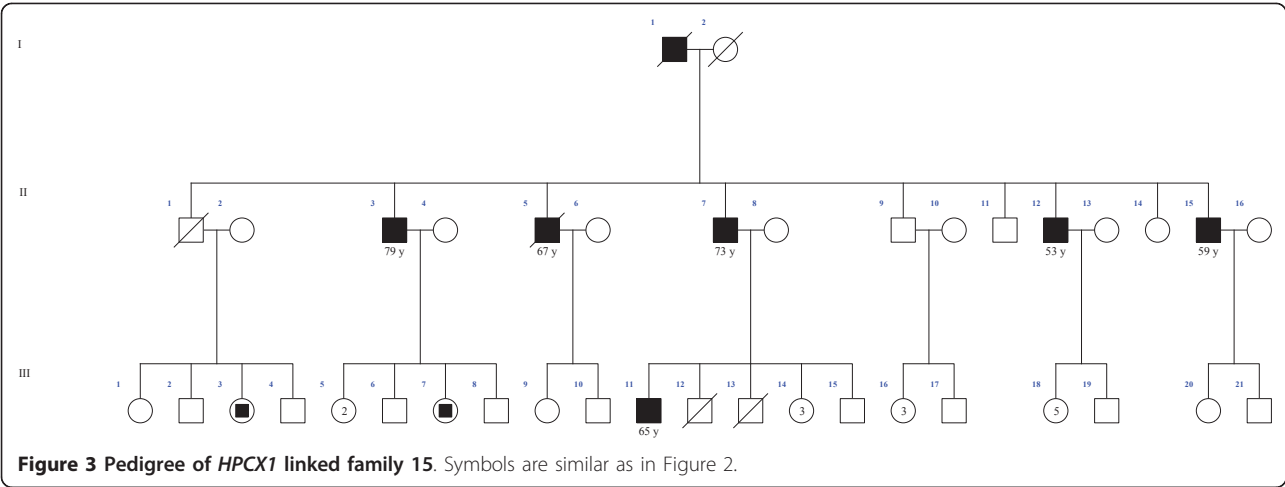 1 2
I
II
1 2 3 4 5 6 7 8 9 10 11 12 13 14 15 16
79 y 67 y 73 y 53 y 59 y
III
1 2 3 4 5 6 7 8 9 10 11 12 13 14 15 16 17 18 19 20 21
2 3 3 5
65 y
Figure 3 Pedigree of HPCX1 linked family 15. Symbols are similar as in Figure 2.